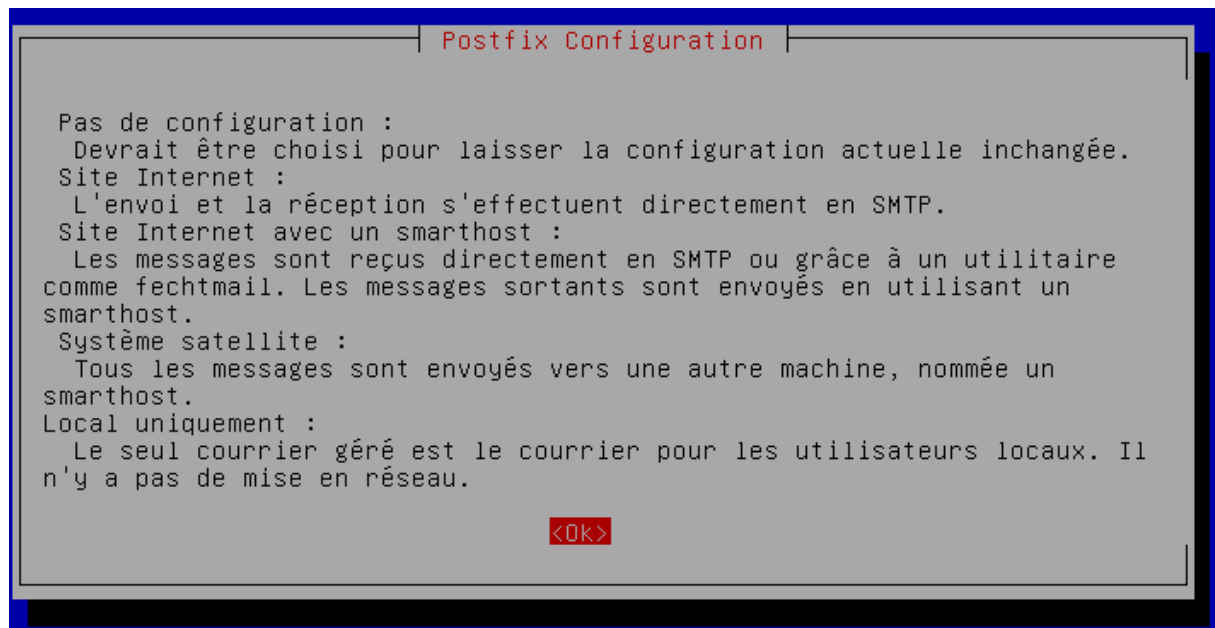 Postfix Configuration
Pas de configuration :
Devrait être choisi pour laisser la configuration actuelle inchangée.
Site Internet :
L'envoi et la réception s'effectuent directement en SMTP.
Site Internet avec un smarthost :
Les messages sont reçus directement en SMTP ou grâce à un utilitaire
comme fechtmail. Les messages sortants sont envoyés en utilisant un
smarthost.
Système satellite :
Tous les messages sont envoyés vers une autre machine, nommée un
smarthost.
Local uniquement :
Le seul courrier géré est le courrier pour les utilisateurs locaux. Il
n'y a pas de mise en réseau.
<Ok>